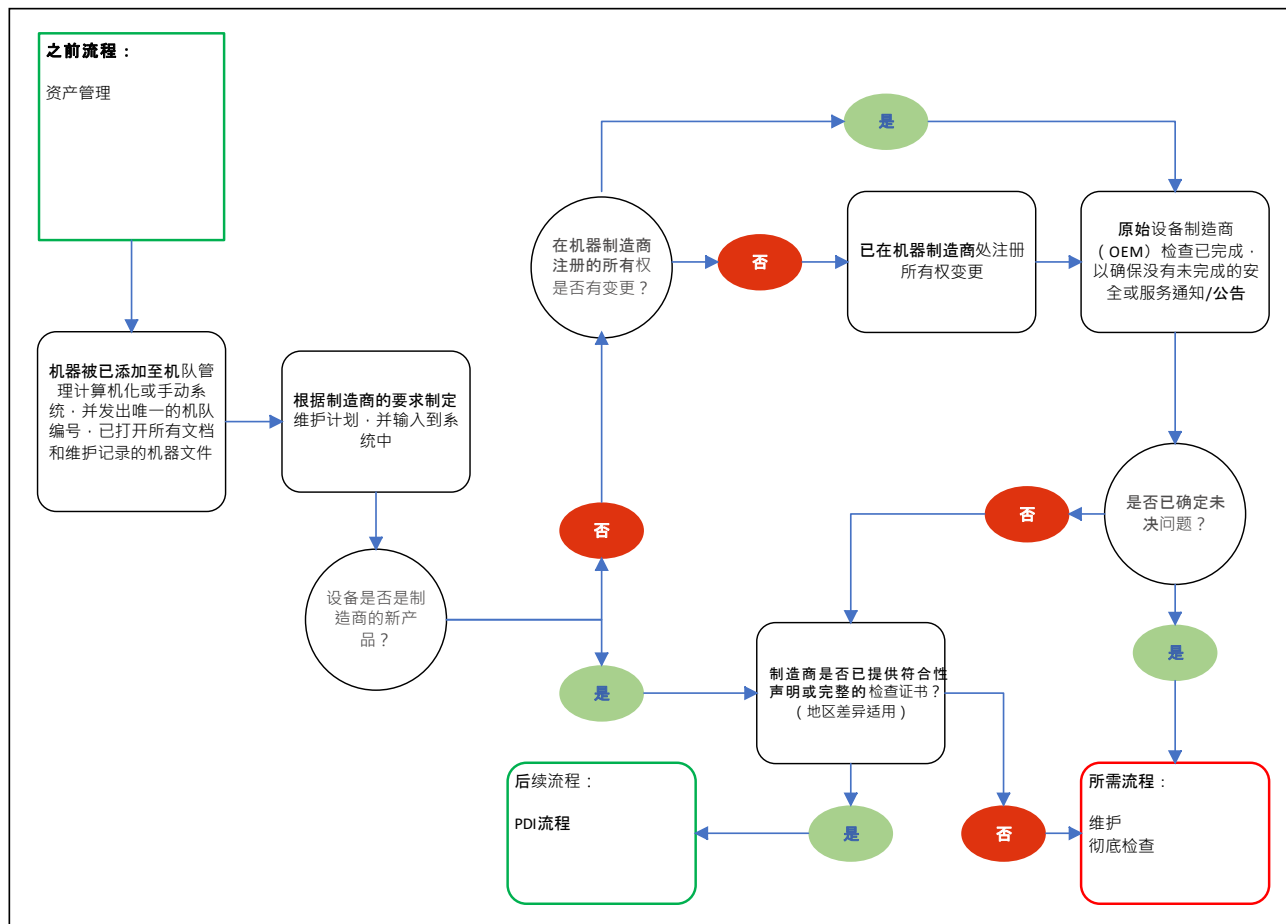 之前流程：
资产管理
机器被已添加至机队管
理计算机化或手动系
统，并发出唯一的机队
编号，已打开所有文档
和维护记录的机器文件
根据制造商的要求制定
维护计划，并输入到系
统中
设备是否是制
造商的新产
品？
否
是
在机器制造商
注册的所有权
是否有变更？
是
否
已在机器制造商处注册
所有权变更
原始设备制造商
（OEM）检查已完成，
以确保没有未完成的安
全或服务通知/公告
是否已确定未
决问题？
否
是
制造商是否已提供符合性
声明或完整的检查证书？
（地区差异适用）
是
否
后续流程：
PDI流程
所需流程：
维护
彻底检查